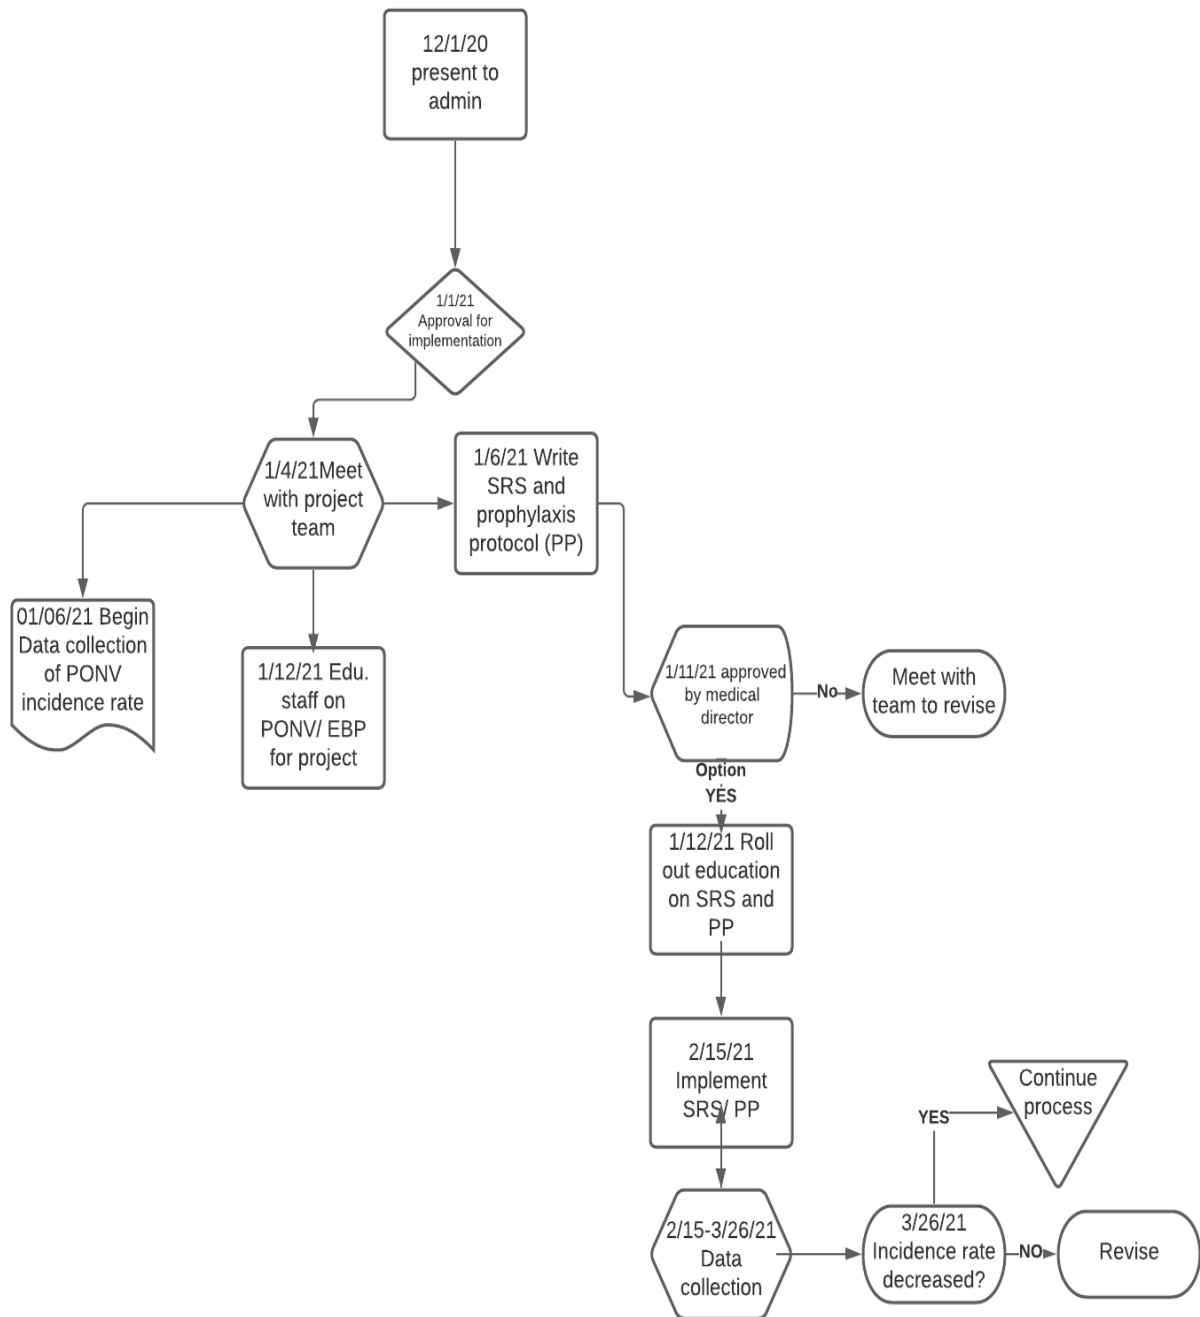 12/1/20
present to
admin
1/1/21
Approval for
implementation
1/4/21Meet
with project
team
1/6/21 Write
SRS and
prophylaxis
protocol (PP)
01/06/21 Begin
Data collection
of PONV
incidence rate
1/12/21 Edu.
staff on
PONV/ EBP
for project
1/11/21 approved
by medical
director
No
Meet with
team to revise
Option
YES
1/12/21 Roll
out education
on SRS and
PP
2/15/21
Implement
SRS/ PP
2/15-3/26/21
Data
collection
3/26/21
Incidence rate
decreased?
YES
Continue
process
NO
Revise